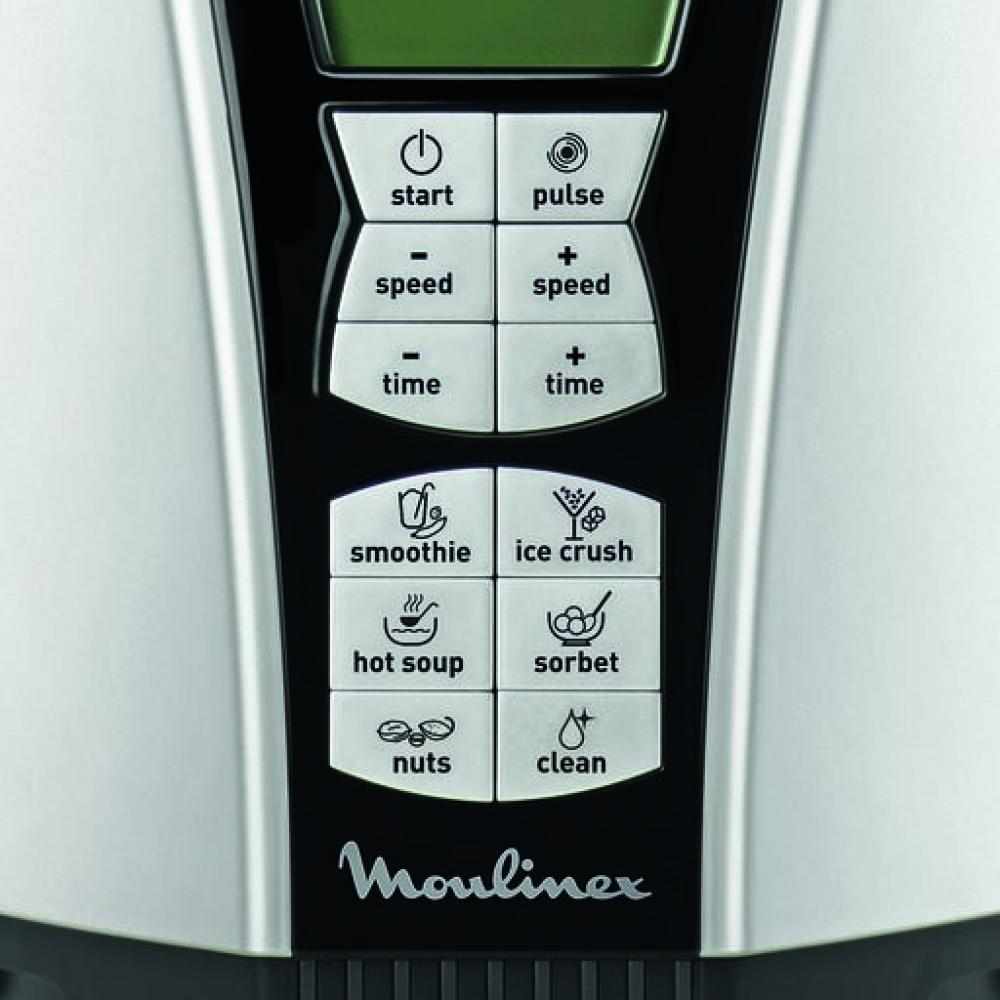 start pulse
- +
speed speed
- +
time time
smoothie ice crush
hot soup sorbet
nuts clean
Moulinex